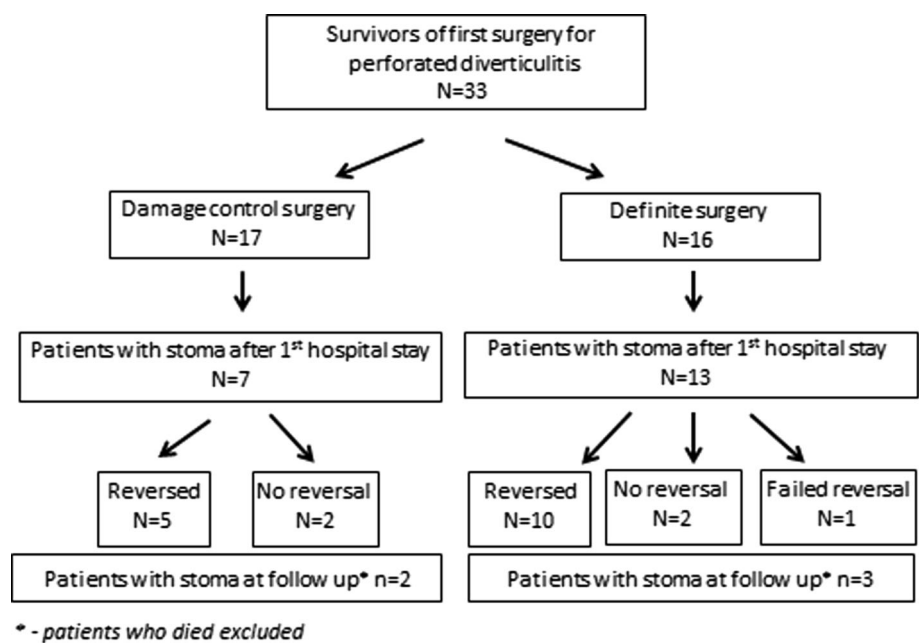 Survivors of first surgery for
perforated diverticulitis
N=33
Damage control surgery
N=17
Definite surgery
N=16
Patients with stoma after 1st hospital stay
N=7
Patients with stoma after 1st hospital stay
N=13
Reversed
N=5
No reversal
N=2
Reversed
N=10
No reversal
N=2
Failed reversal
N=1
Patients with stoma at follow up* n=2
Patients with stoma at follow up* n=3
* - patients who died excluded